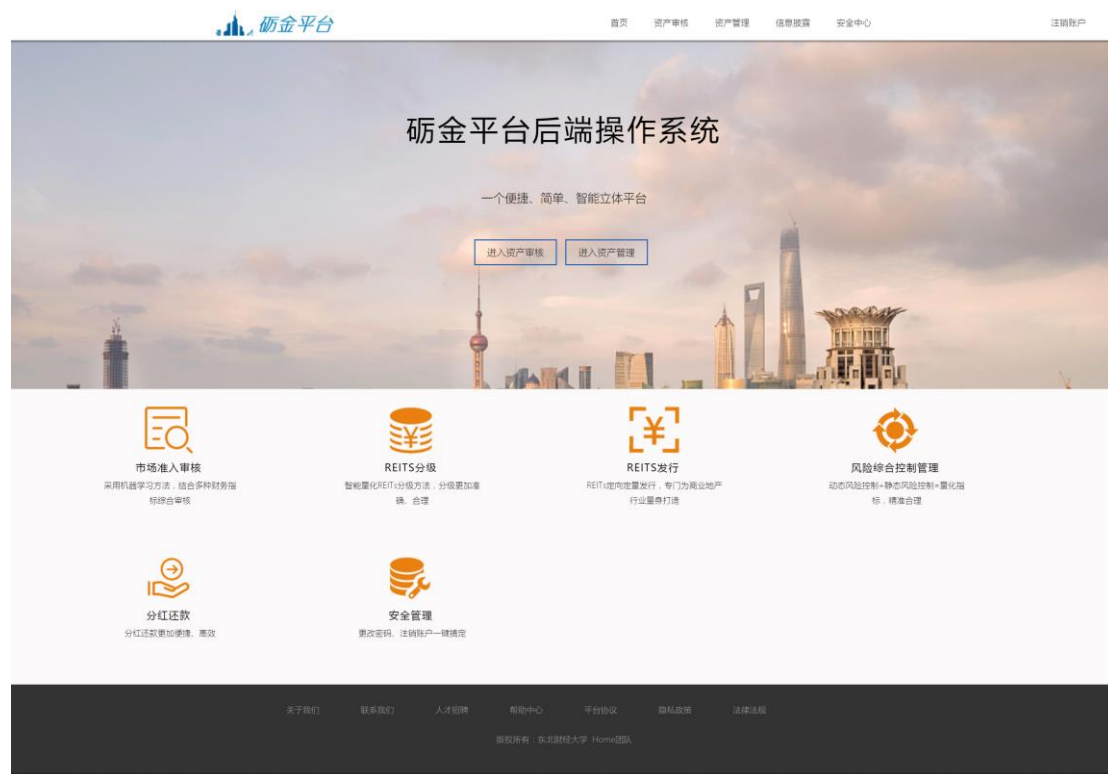 砺金平台
首页 资产审核 资产管理 信息披露 安全中心 注销账户
砺金平台后端操作系统
一个便捷、简单、智能立体平台
进入资产审核 进入资产管理
市场准入审核
采用机器学习方法，结合多种财务指
标综合审核
REITS分级
智能量化REITs分级方法，分级更加准
确、合理
REITS发行
REITs定向定量发行，专门为商业地产
行业量身打造
风险综合控制管理
动态风险控制+静态风险控制=量化指
标，精准合理
分红还款
分红还款更加便捷、高效
安全管理
更改密码、注销账户一键搞定
关于我们 联系我们 人才招聘 帮助中心 平台协议 隐私政策 法律法规
版权所有：东北财经大学 Home团队